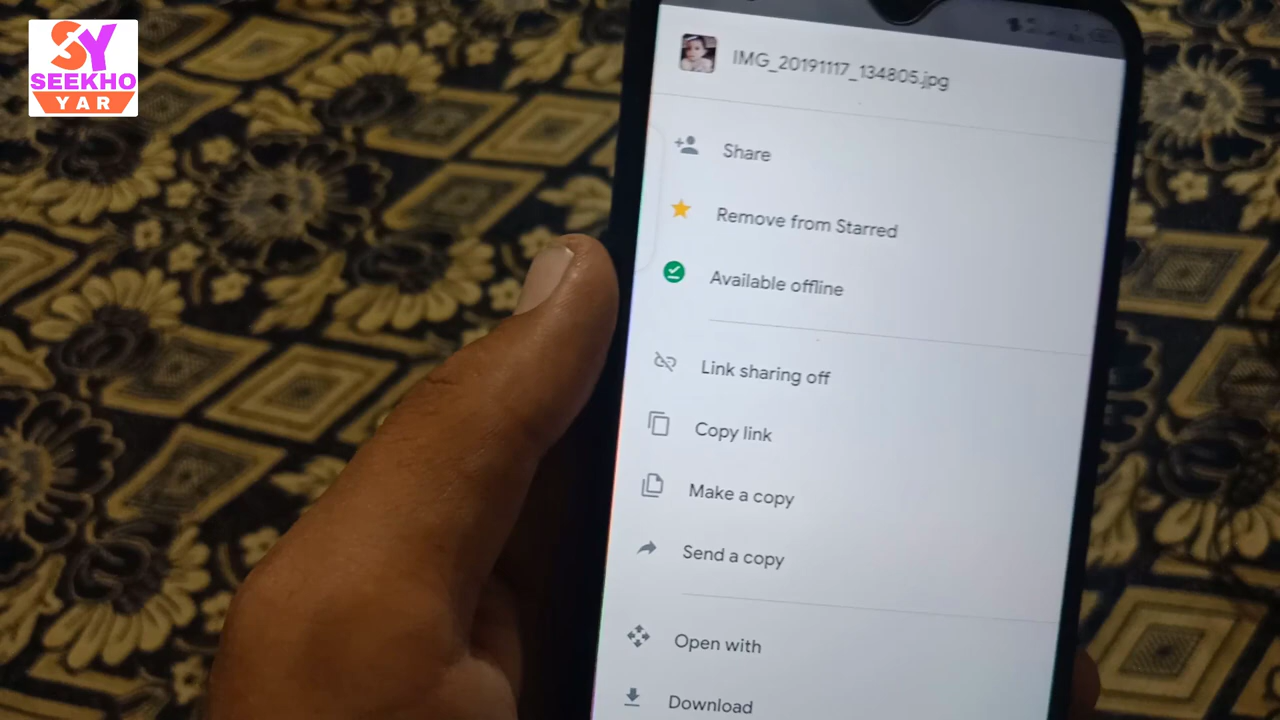 SY
SEEKHO
YAR
IMG_20191117_134805.jpg
Share
Remove from Starred
Available offline
Link sharing off
Copy link
Make a copy
Send a copy
Open with
Download